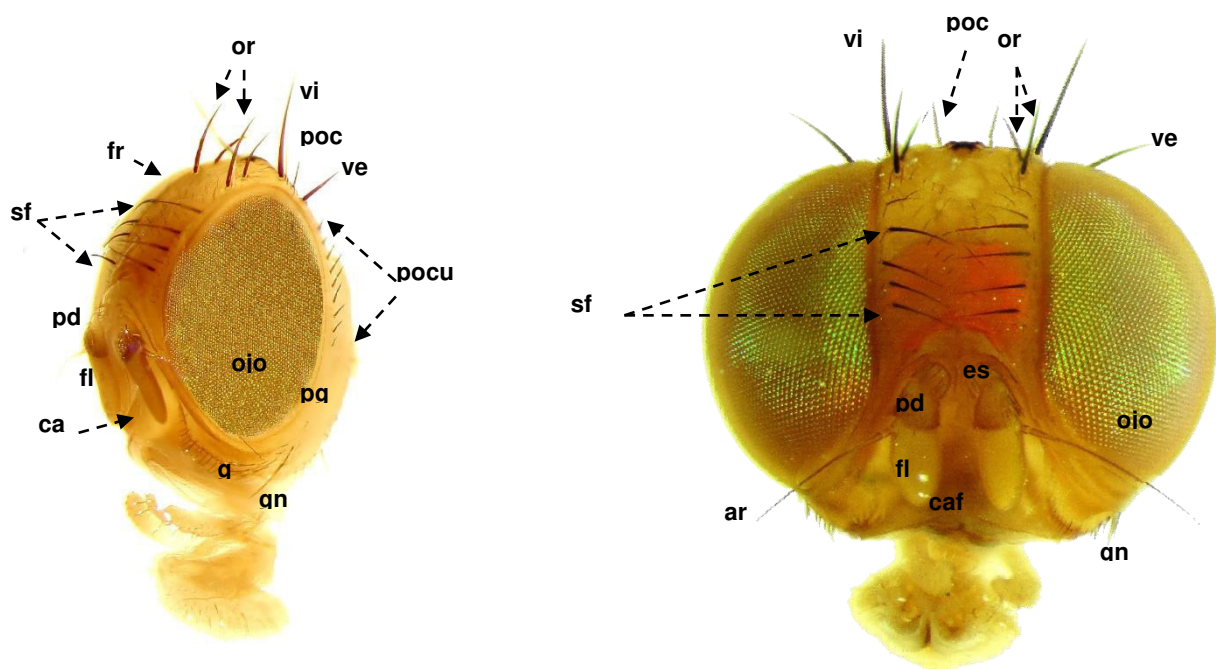 or
vi
poc
fr
ve
sf
pocu
pd
ojo
fl
pg
ca
g
gn
poc
vi
or
ve
sf
es
pd
ojo
fl
caf
ar
gn